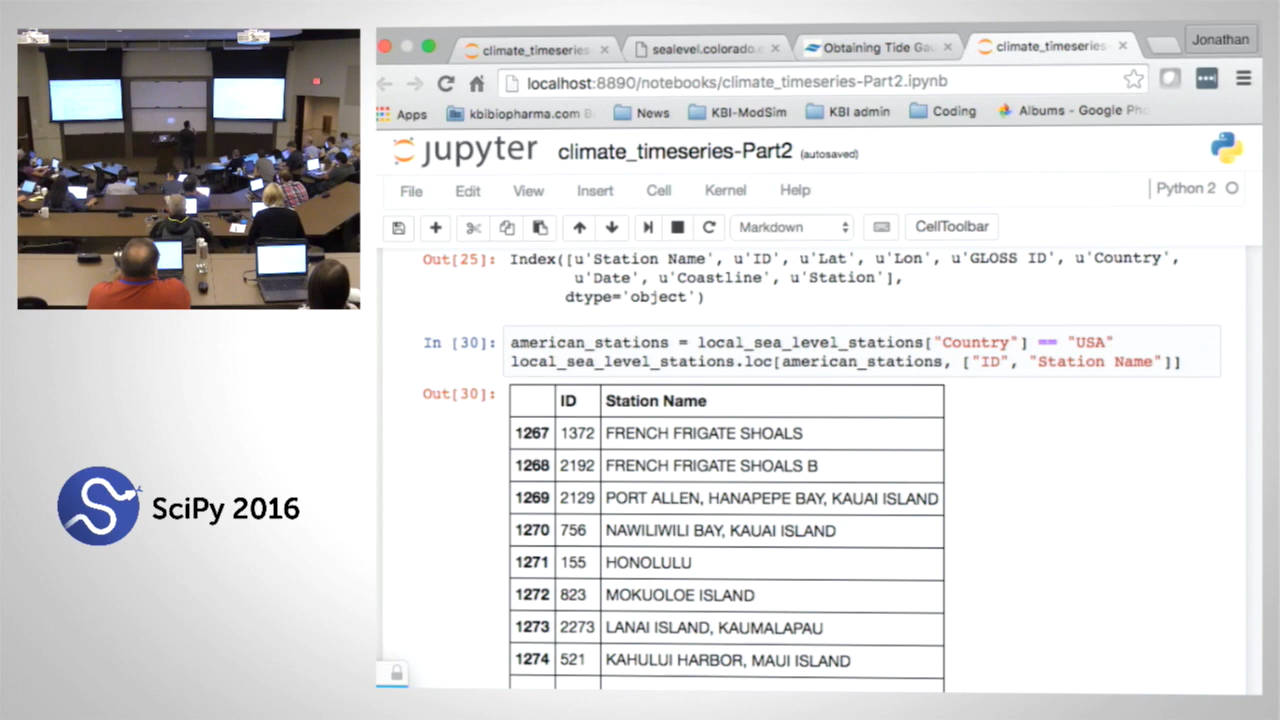 Jonathan
climate_timeseries
sealevel.colorado.
Obtaining Tide Ga
climate_timeseries-
localhost:8890/notebooks/climate_timeseries-Part2.ipynb
Apps
kbibiopharma.com
News
KBI-ModSim
KBI admin
Coding
Albums - Google Pho
jupyter climate_timeseries-Part2 (autosaved)
File Edit View Insert Cell Kernel Help Python 2
Markdown CellToolbar
Out[25]: Index([u'Station Name', u'ID', u'Lat', u'Lon', u'GLOSS ID', u'Country',
u'Date', u'Coastline', u'Station'],
dtype='object')
In [30]: american_stations = local_sea_level_stations["Country"] == "USA"
local_sea_level_stations.loc[american_stations, ["ID", "Station Name"]]
Out[30]:
ID Station Name
1267 1372 FRENCH FRIGATE SHOALS
1268 2192 FRENCH FRIGATE SHOALS B
1269 2129 PORT ALLEN, HANAPEPE BAY, KAUAI ISLAND
1270 756 NAWILIWILI BAY, KAUAI ISLAND
1271 155 HONOLULU
1272 823 MOKUOLOE ISLAND
1273 2273 LANAI ISLAND, KAUMALAPAU
1274 521 KAHULUI HARBOR, MAUI ISLAND
SciPy 2016